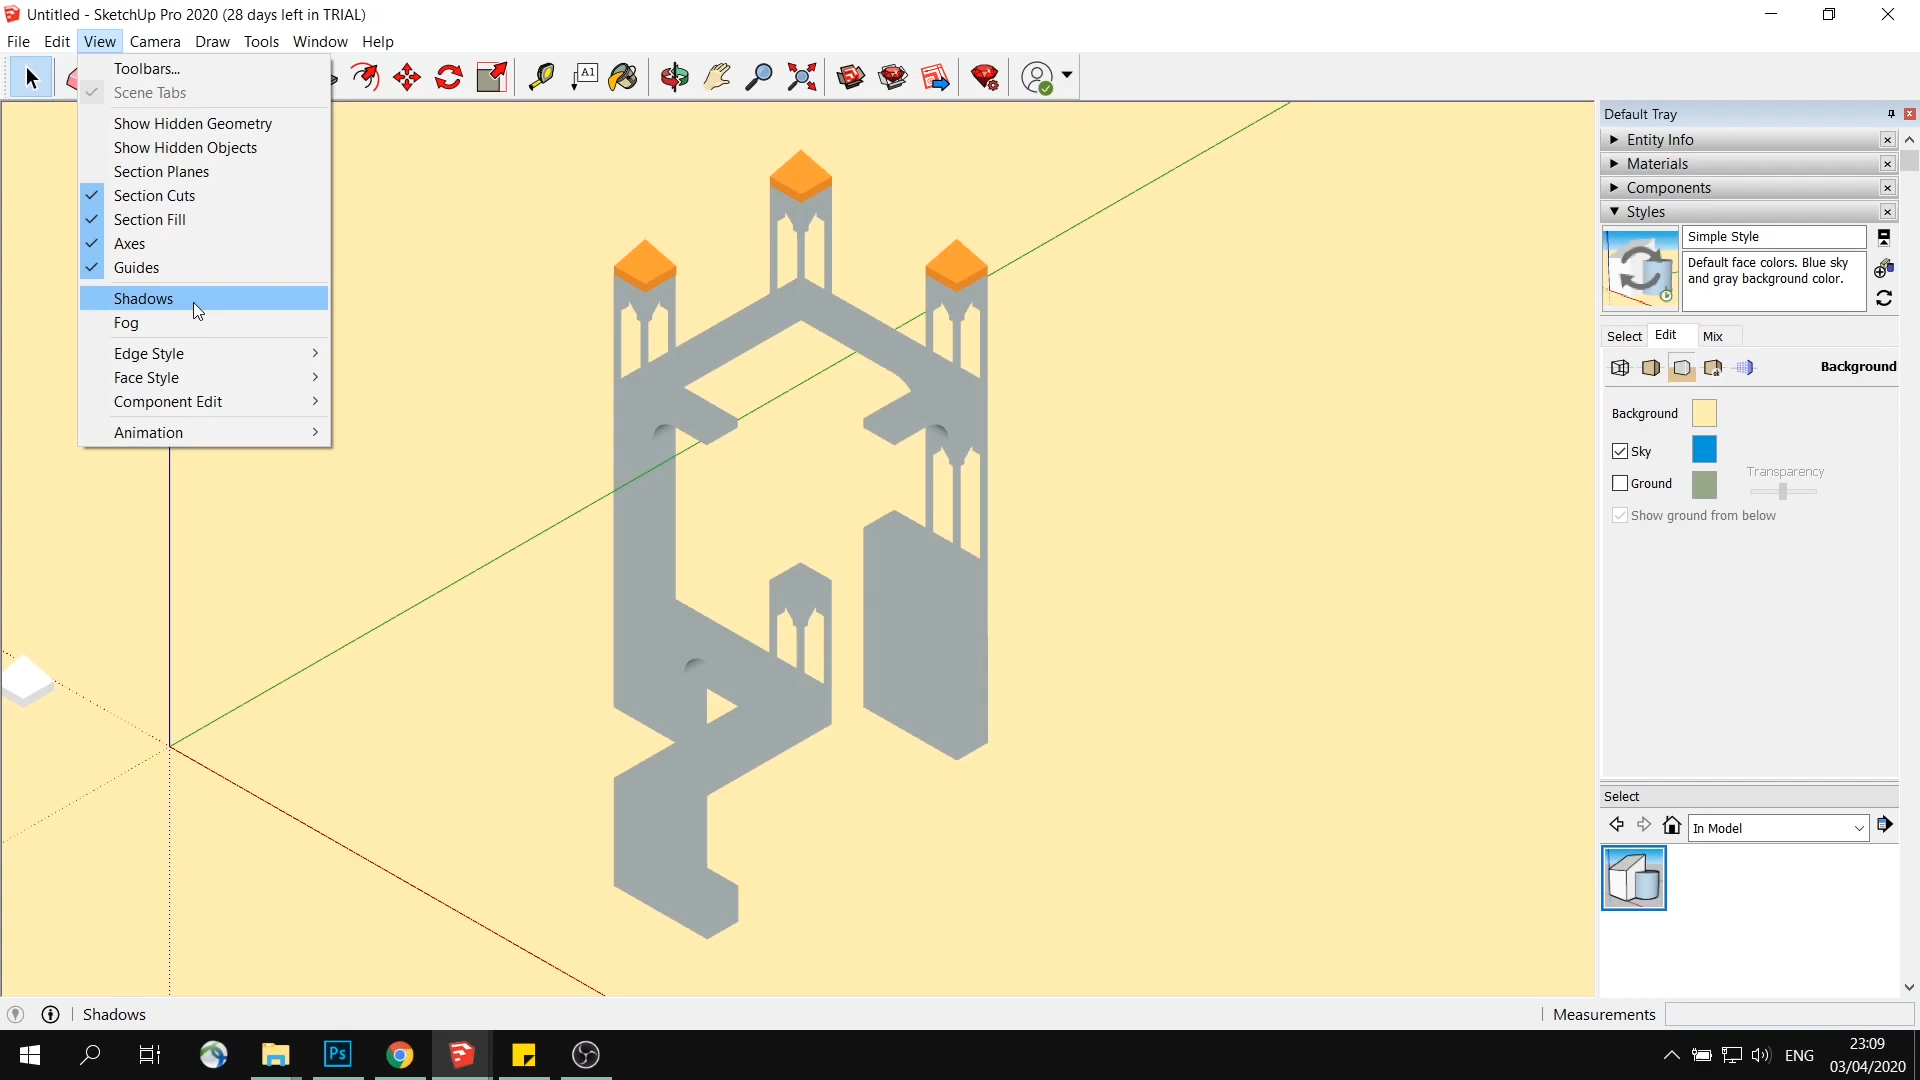 Untitled - SketchUp Pro 2020 (28 days left in TRIAL)
File Edit View Camera Draw Tools Window Help
Toolbars...
Scene Tabs
Show Hidden Geometry
Show Hidden Objects
Section Planes
Section Cuts
Section Fill
Axes
Guides
Shadows
Fog
Edge Style
Face Style
Component Edit
Animation
A1
Default Tray
Entity Info
Materials
Components
Styles
Simple Style
Default face colors. Blue sky
and gray background color.
Select Edit Mix
Background
Background
Sky
Transparency
Ground
Show ground from below
Select
In Model
Shadows
Measurements
Ps
ENG
23:09
03/04/2020